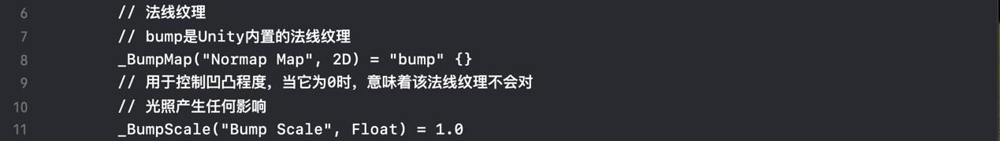 6 // 法线纹理
7 // bump是Unity内置的法线纹理
8 _BumpMap("Normap Map", 2D) = "bump" {}
9 // 用于控制凹凸程度，当它为0时，意味着该法线纹理不会对
10 // 光照产生任何影响
11 _BumpScale("Bump Scale", Float) = 1.0